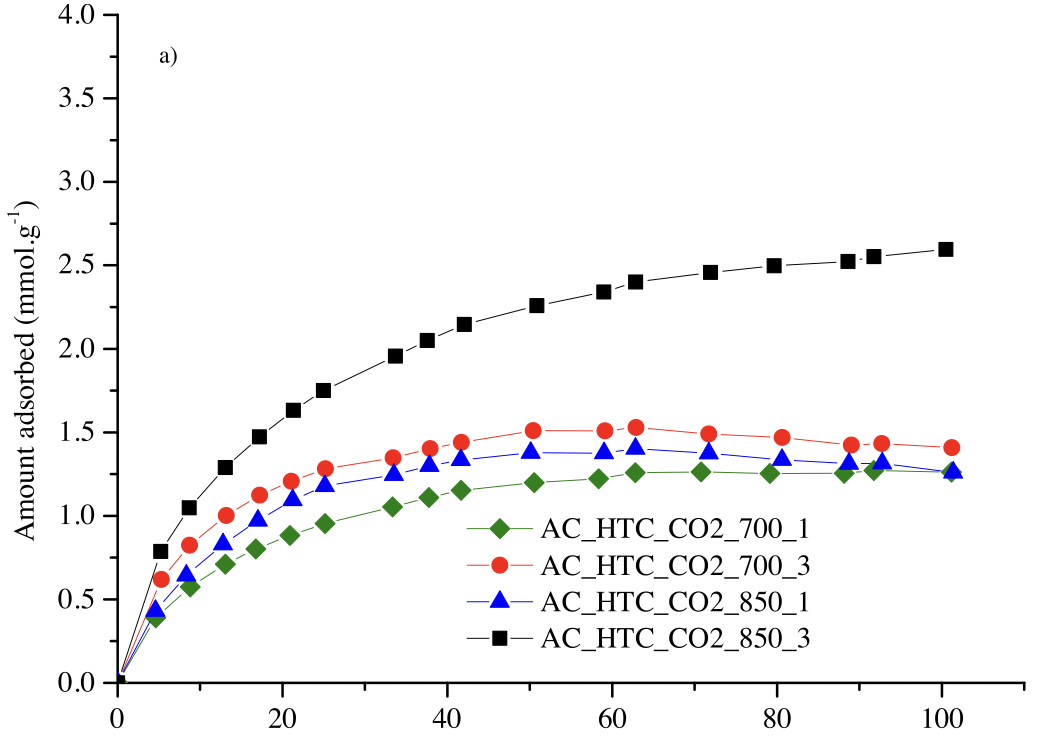 4.0
a)
3.5
3.0
2.5
2.0
1.5
1.0
0.5
0.0
Amount adsorbed (mmol.g⁻¹)
AC_HTC_CO2_700_1
AC_HTC_CO2_700_3
AC_HTC_CO2_850_1
AC_HTC_CO2_850_3
0 20 40 60 80 100